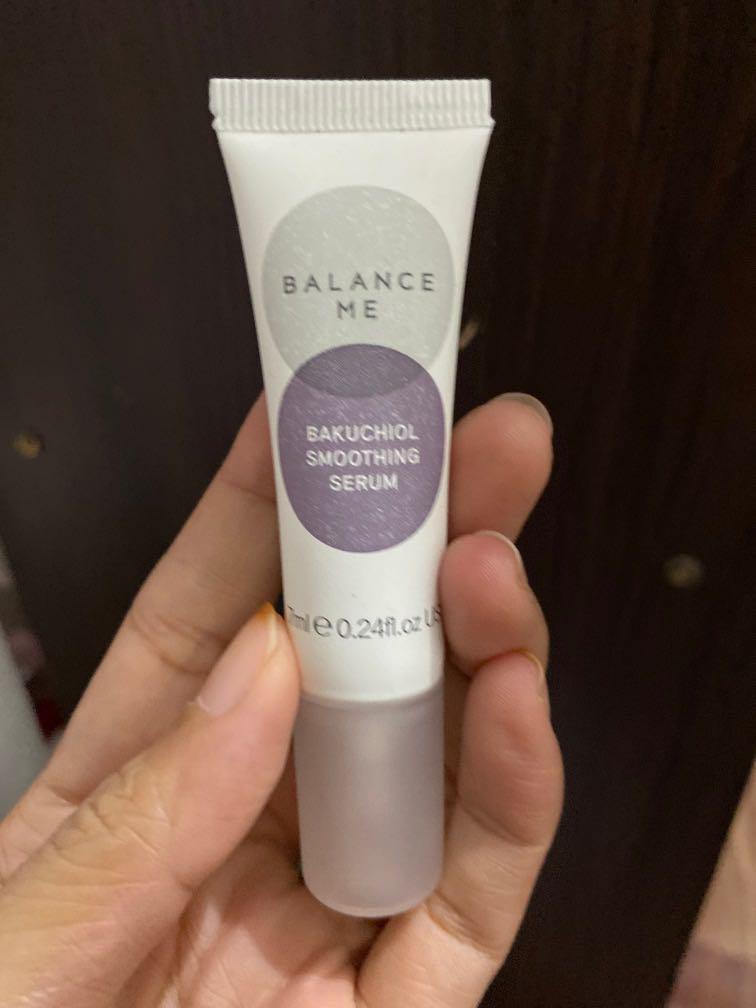 BALANCE
ME
BAKUCHIOL
SMOOTHING
SERUM
7ml e 0.24fl.oz US